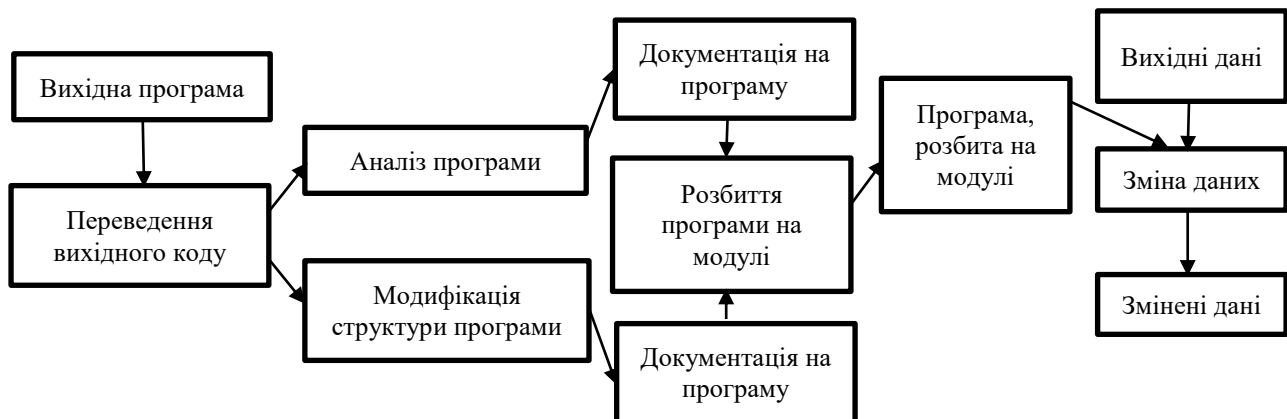 Вихідна програма
Переведення
вихідного коду
Аналіз програми
Модифікація
структури програми
Документація на
програму
Розбиття
програми на
модулі
Документація на
програму
Програма,
розбита на
модулі
Вихідні дані
Зміна даних
Змінені дані